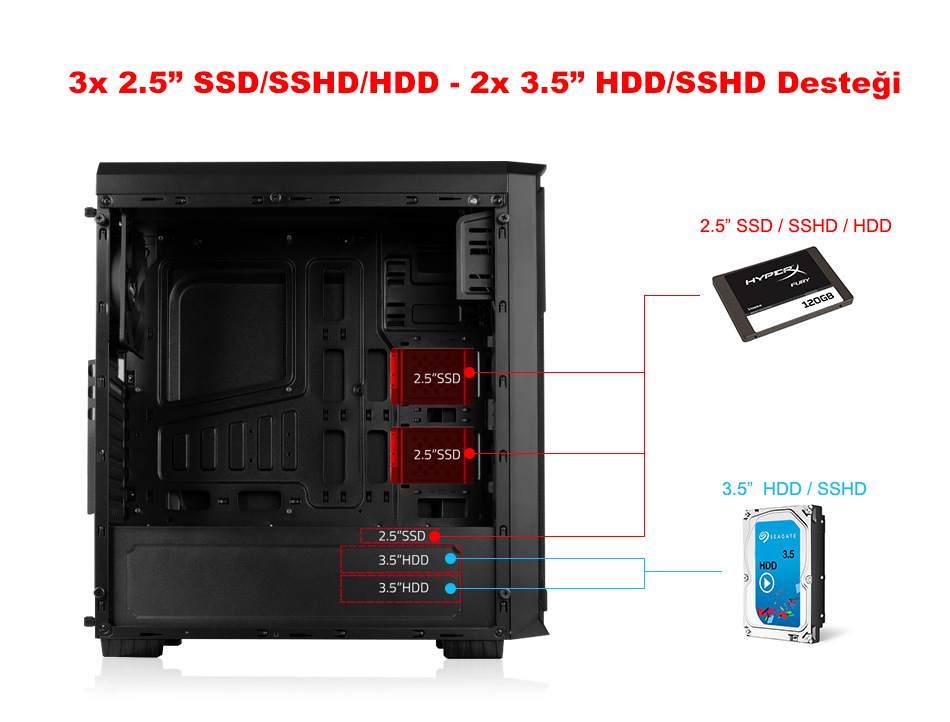 3x 2.5” SSD/SSHD/HDD - 2x 3.5” HDD/SSHD Desteği
2.5” SSD / SSHD / HDD
HYPERX
FURY
120GB
2.5”SSD
2.5”SSD
3.5”  HDD / SSHD
2.5”SSD
3.5”HDD
3.5”HDD
SEAGATE
3.5
HDD